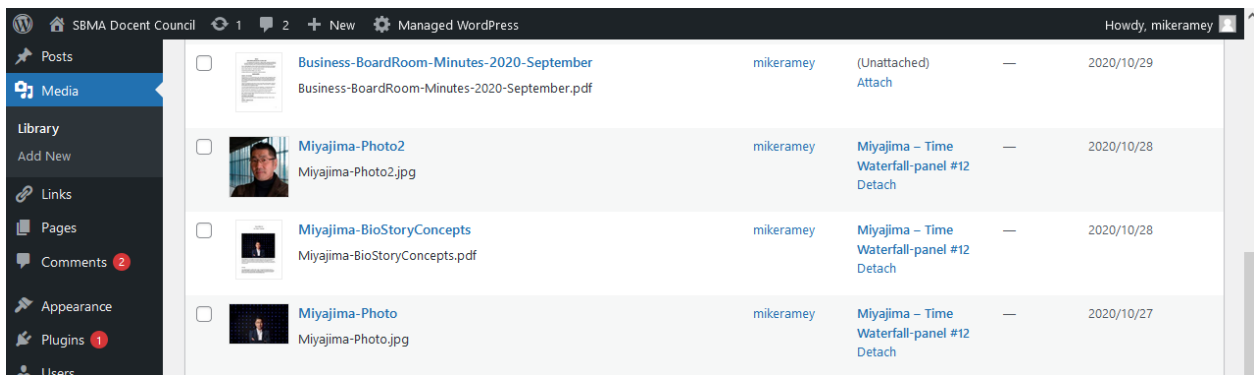 SBMA Docent Council 1 2 New Managed WordPress Howdy, mikeramey
Posts
Media
Library
Add New
Links
Pages
Comments 2
Appearance
Plugins 1
Users
Business-BoardRoom-Minutes-2020-September mikeramey (Unattached) — 2020/10/29
Business-BoardRoom-Minutes-2020-September.pdf Attach
Miyajima-Photo2 mikeramey Miyajima – Time — 2020/10/28
Miyajima-Photo2.jpg Waterfall-panel #12
Detach
Miyajima-BioStoryConcepts mikeramey Miyajima – Time — 2020/10/28
Miyajima-BioStoryConcepts.pdf Waterfall-panel #12
Detach
Miyajima-Photo mikeramey Miyajima – Time — 2020/10/27
Miyajima-Photo.jpg Waterfall-panel #12
Detach